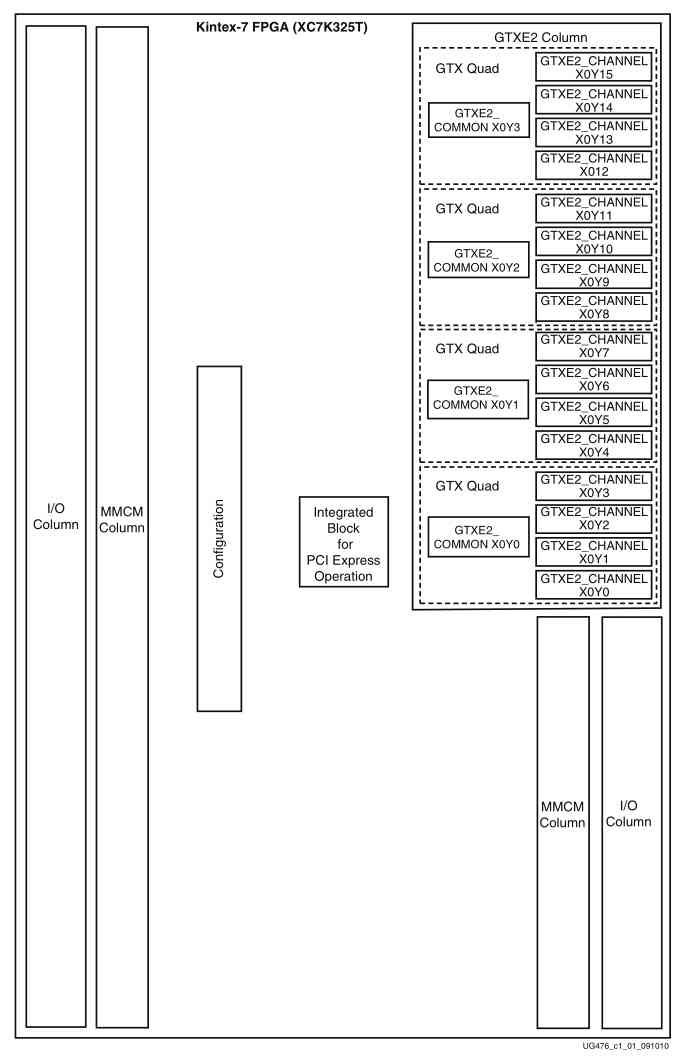 Kintex-7 FPGA (XC7K325T)
GTXE2 Column
GTX Quad
GTXE2_
COMMON X0Y3
GTXE2_CHANNEL
X0Y15
GTXE2_CHANNEL
X0Y14
GTXE2_CHANNEL
X0Y13
GTXE2_CHANNEL
X012
GTX Quad
GTXE2_
COMMON X0Y2
GTXE2_CHANNEL
X0Y11
GTXE2_CHANNEL
X0Y10
GTXE2_CHANNEL
X0Y9
GTXE2_CHANNEL
X0Y8
GTX Quad
GTXE2_
COMMON X0Y1
GTXE2_CHANNEL
X0Y7
GTXE2_CHANNEL
X0Y6
GTXE2_CHANNEL
X0Y5
GTXE2_CHANNEL
X0Y4
GTX Quad
GTXE2_
COMMON X0Y0
GTXE2_CHANNEL
X0Y3
GTXE2_CHANNEL
X0Y2
GTXE2_CHANNEL
X0Y1
GTXE2_CHANNEL
X0Y0
I/O
Column
MMCM
Column
Configuration
Integrated
Block
for
PCI Express
Operation
MMCM
Column
I/O
Column
UG476_c1_01_091010